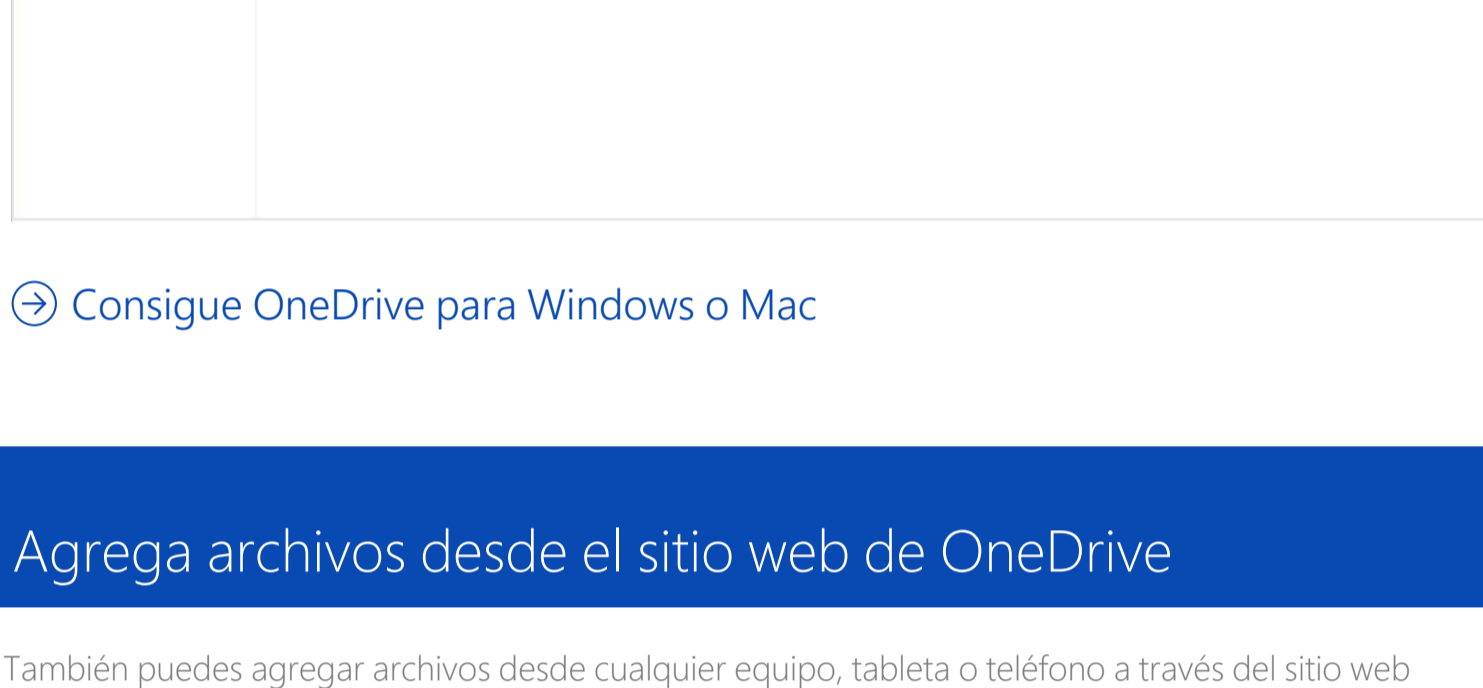 Consigue OneDrive para Windows o Mac
Agrega archivos desde el sitio web de OneDrive
También puedes agregar archivos desde cualquier equipo, tableta o teléfono a través del sitio web